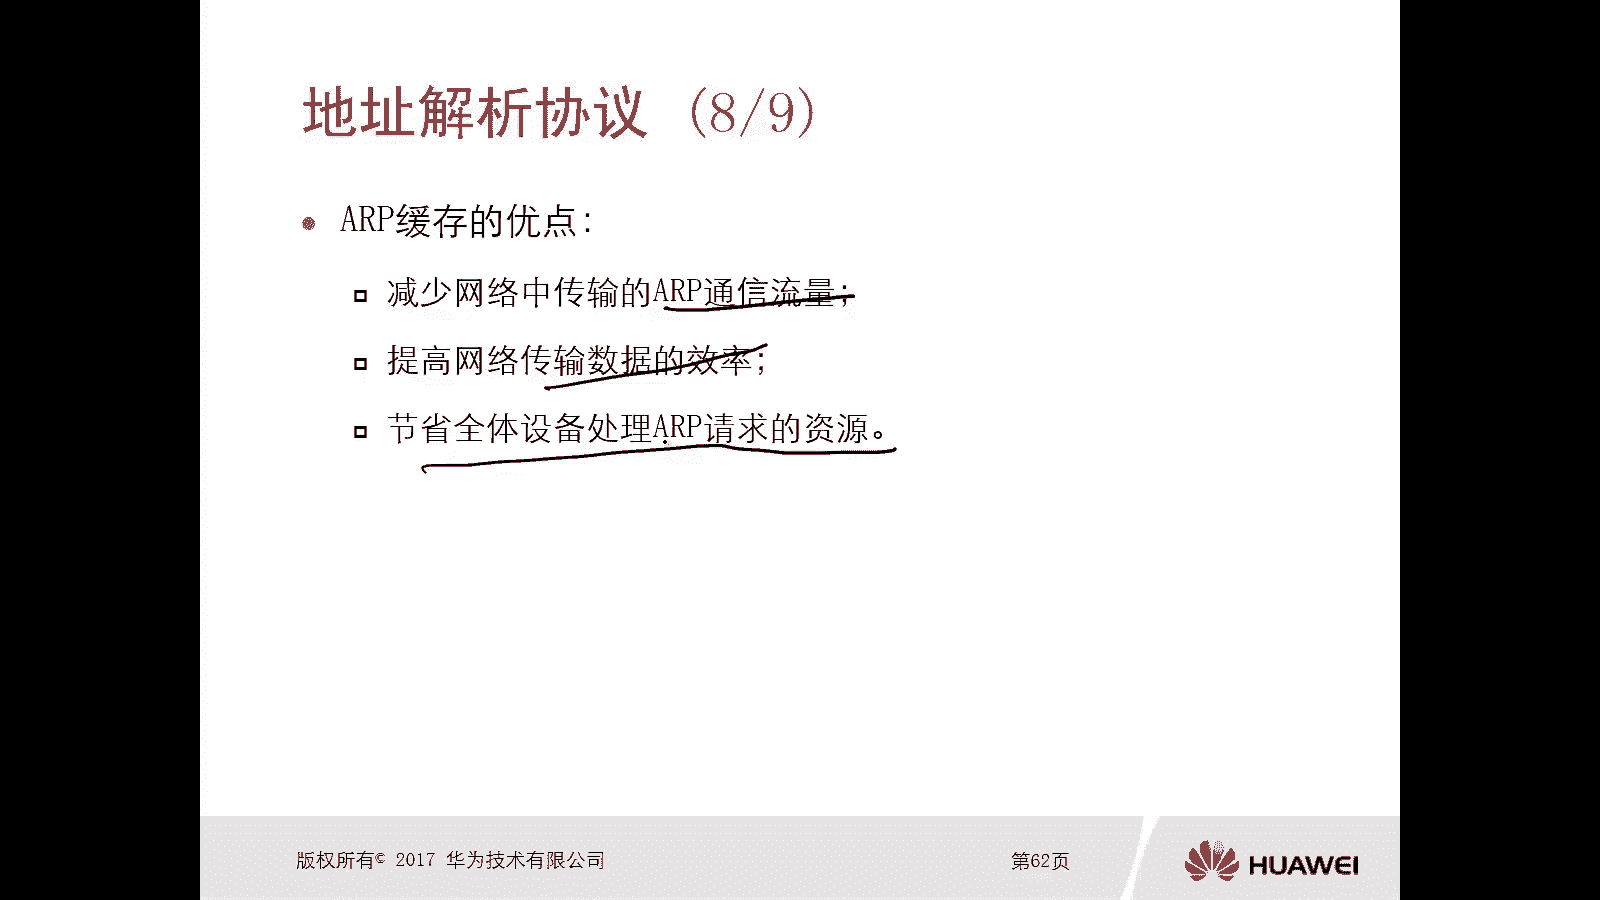 地址解析协议 (8/9)
ARP缓存的优点:
减少网络中传输的ARP通信流量;
提高网络传输数据的效率;
节省全体设备处理ARP请求的资源。
版权所有© 2017 华为技术有限公司
第62页
HUAWEI